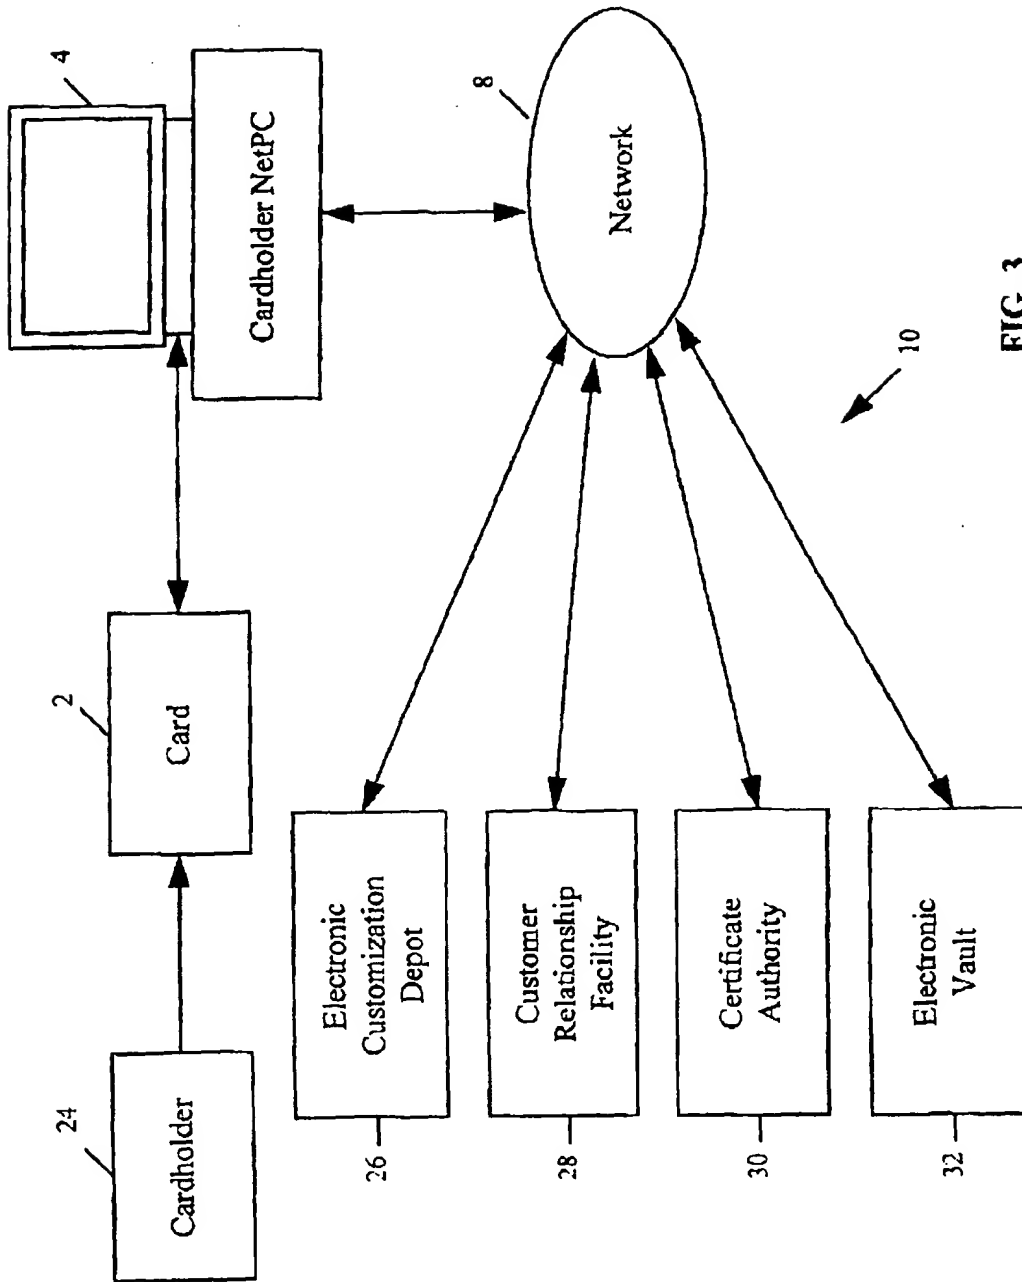 24
Cardholder
2
Card
4
Cardholder NetPC
8
Network
26
Electronic
Customization
Depot
28
Customer
Relationship
Facility
30
Certificate
Authority
32
Electronic
Vault
10
FIG. 3